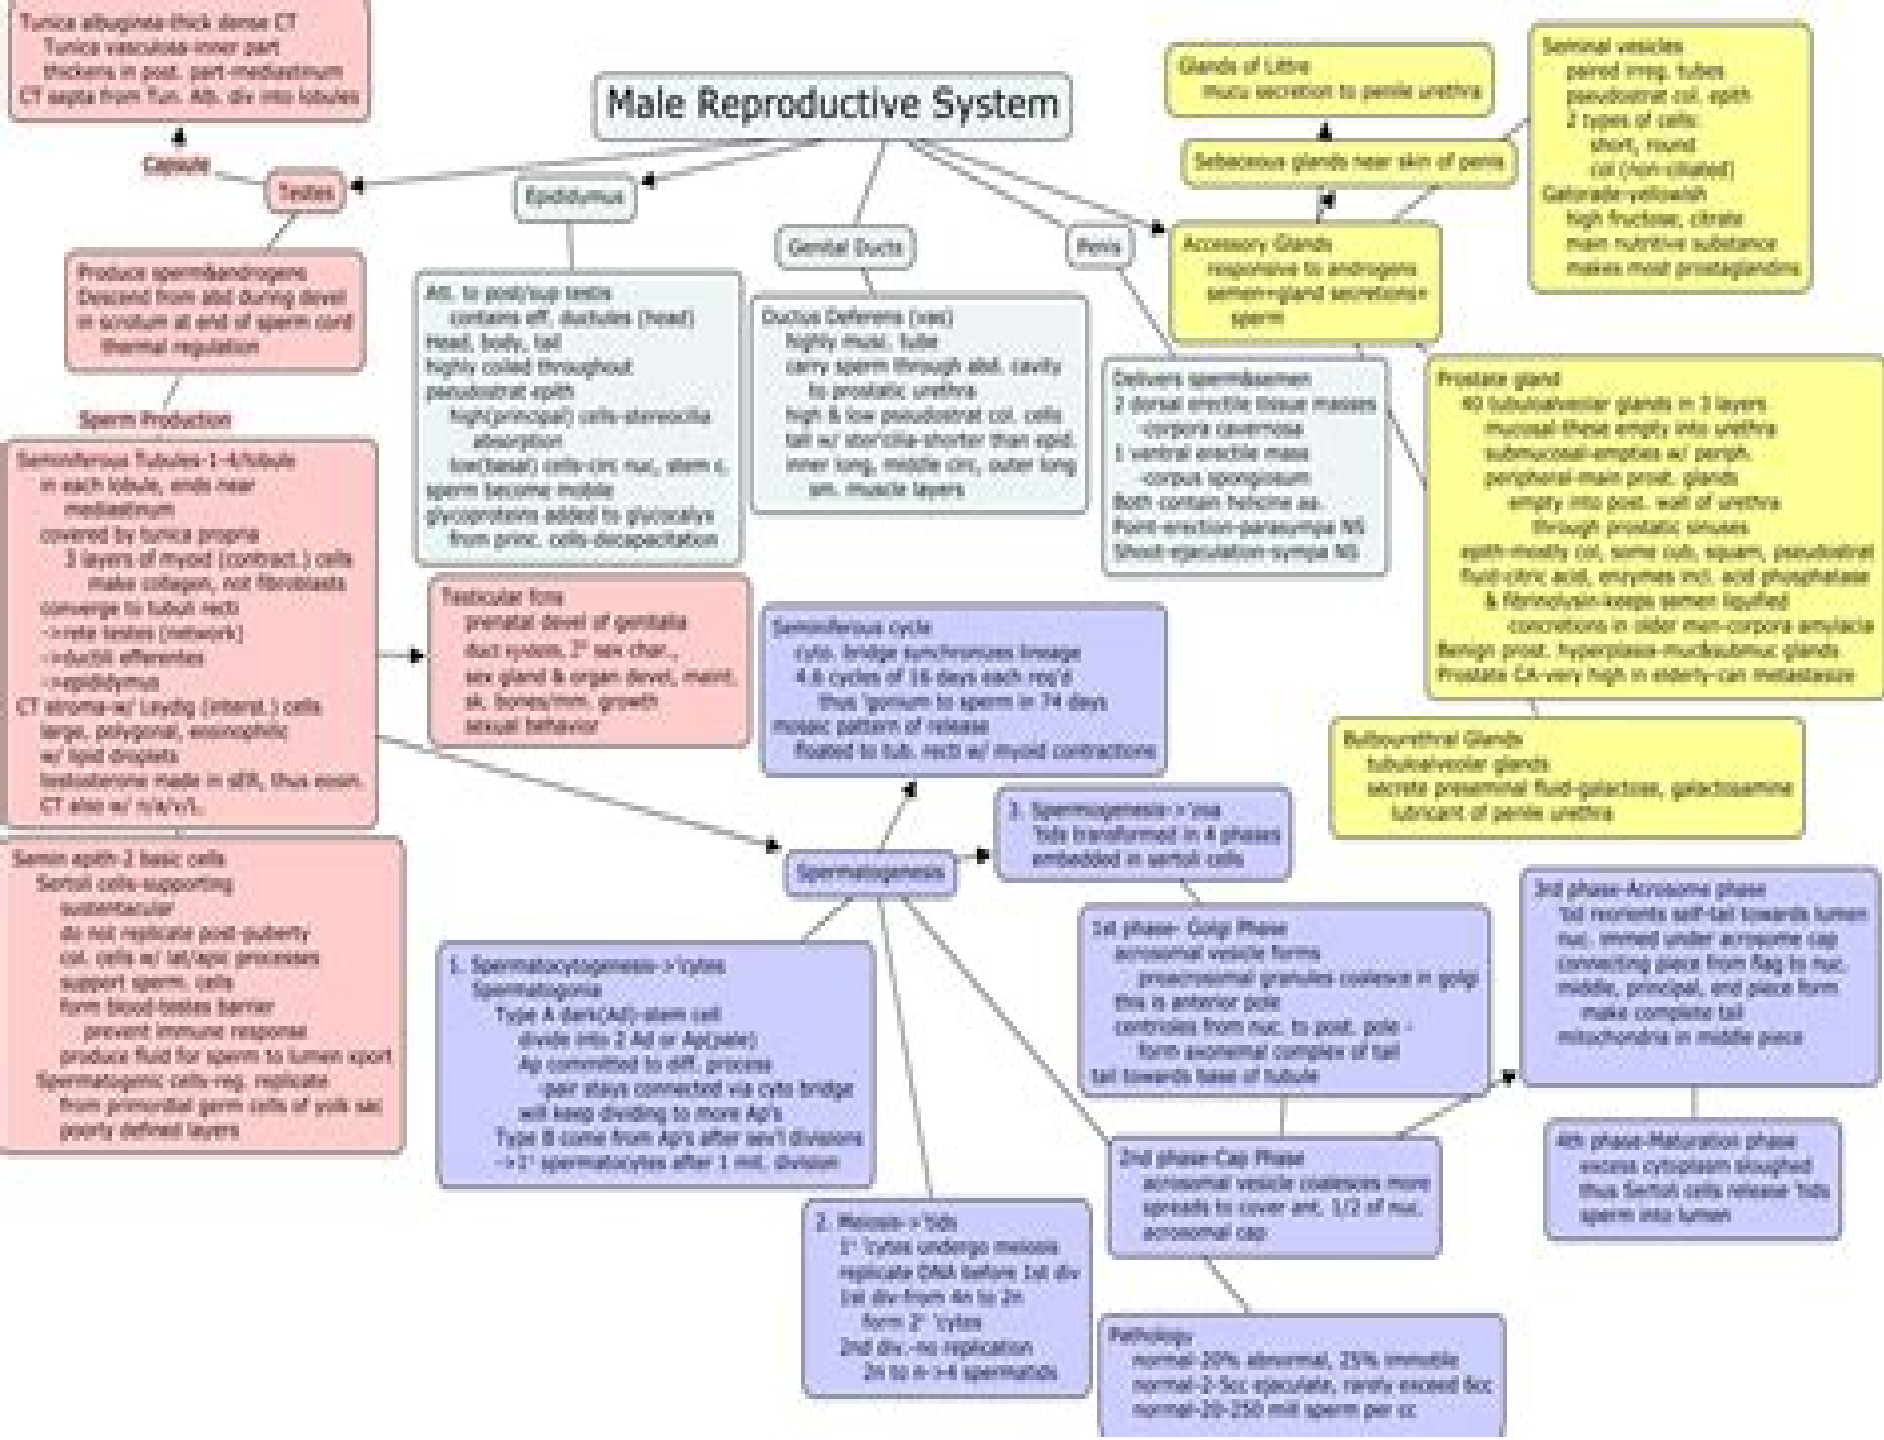 Tunica albuginea-thick dense CT
Tunica vasculosa-inner part
thickens in post. part-mediastinum
CT septa from Tun. Alb. div into lobules
Capsule
Testes
Produce sperm&androgens
Descend from abd during devel
in scrotum at end of sperm cord
thermal regulation
Sperm Production
Seminiferous Tubules-1-4/lobule
in each lobule, ends near
mediastinum
covered by tunica propria
3 layers of myoid (contract.) cells
make collagen, not fibroblasts
converge to tubuli recti
->rete testes (network)
->ductili efferentes
->epididymus
CT stroma-w/ Leydig (interst.) cells
large, polygonal, eosinophilic
w/ lipid droplets
testosterone made in sER, thus eosin.
CT also w/ n/a/v/L
Semin epith-2 basic cells
Sertoli cells-supporting
sustentacular
do not replicate post-puberty
col. cells w/ lat/apic processes
support sperm. cells
form blood-testes barrier
prevent immune response
produce fluid for sperm to lumen xport
Spermatogenic cells-reg. replicate
from primordial germ cells of yolk sac
poorly defined layers
Male Reproductive System
Epididymus
Att. to post/sup testis
contains eff. ductules (head)
Head, body, tail
highly coiled throughout
pseudostrat epith
high(principal) cells-stereocilia
absorption
low(basal) cells-circ nuc, stem c.
sperm become mobile
glycoproteins added to glycocalyx
from princ. cells-decapacitation
Genital Ducts
Ductus Deferens (vas)
highly musc. tube
carry sperm through abd. cavity
to prostatic urethra
high & low pseudostrat col. cells
tall w/ ster'cilia-shorter than epid.
inner long, middle circ, outer long
sm. muscle layers
Penis
Delivers sperm&semen
2 dorsal erectile tissue masses
-corpora cavernosa
1 ventral erectile mass
-corpus spongiosum
Both contain helicine aa.
Point-erection-parasympa NS
Shoot-ejaculation-sympa NS
Glands of Littre
mucu secretion to penile urethra
Sebaceous glands near skin of penis
Accessory Glands
responsive to androgens
semen=gland secretions+
sperm
Seminal vesicles
paired irreg. tubes
pseudostrat col. epith
2 types of cells:
short, round
col (non-ciliated)
Gatorade-yellowish
high fructose, citrate
main nutritive substance
makes most prostaglandins
Prostate gland
40 tubuloalveolar glands in 3 layers
mucosal-these empty into urethra
submucosal-empties w/ periph.
peripheral-main prost. glands
empty into post. wall of urethra
through prostatic sinuses
epith-mostly col, some cub, squam, pseudostrat
fluid-citric acid, enzymes incl. acid phosphatase
& fibrinolysin-keeps semen liquified
concretions in older men-corpora amylacia
Benign prost. hyperplasia-muc&submuc glands
Prostate CA-very high in elderly-can metastasize
Bulbourethral Glands
tubuloalveolar glands
secrete preseminal fluid-galactose, galactosamine
lubricant of penile urethra
Testicular fcns
prenatal devel of genitalia
duct system, 2° sex char.,
sex gland & organ devel, maint.
sk. bones/mm. growth
sexual behavior
Seminiferous cycle
cyto. bridge synchronizes lineage
4.6 cycles of 16 days each req'd
thus 'gonium to sperm in 74 days
mosaic pattern of release
floated to tub. recti w/ myoid contractions
Spermatogenesis
1. Spermatocytogenesis->'cytes
Spermatogonia
Type A dark(Ad)-stem cell
divide into 2 Ad or Ap(pale)
Ap committed to diff. process
-pair stays connected via cyto bridge
will keep dividing to more Ap's
Type B come from Ap's after sev'l divisions
->1° spermatocytes after 1 mit. division
2. Meiosis->'tids
1° 'cytes undergo meiosis
replicate DNA before 1st div
1st div-from 4n to 2n
form 2° 'cytes
2nd div.-no replication
2n to n->4 spermatids
3. Spermiogenesis->'zoa
'tids transformed in 4 phases
embedded in sertoli cells
1st phase- Golgi Phase
acrosomal vesicle forms
proacrosomal granules coalesce in golgi
this is anterior pole
centrioles from nuc. to post. pole -
form axonemal complex of tail
tail towards base of tubule
2nd phase-Cap Phase
acrosomal vesicle coalesces more
spreads to cover ant. 1/2 of nuc.
acrosomal cap
3rd phase-Acrosome phase
'tid reorients self-tail towards lumen
nuc. immed under acrosome cap
connecting piece from flag to nuc.
middle, principal, end piece form
make complete tail
mitochondria in middle piece
4th phase-Maturation phase
excess cytoplasm sloughed
thus Sertoli cells release 'tids
sperm into lumen
Pathology
normal-20% abnormal, 25% immotile
normal-2-5cc ejaculate, rarely exceed 6cc
normal-20-250 mill sperm per cc